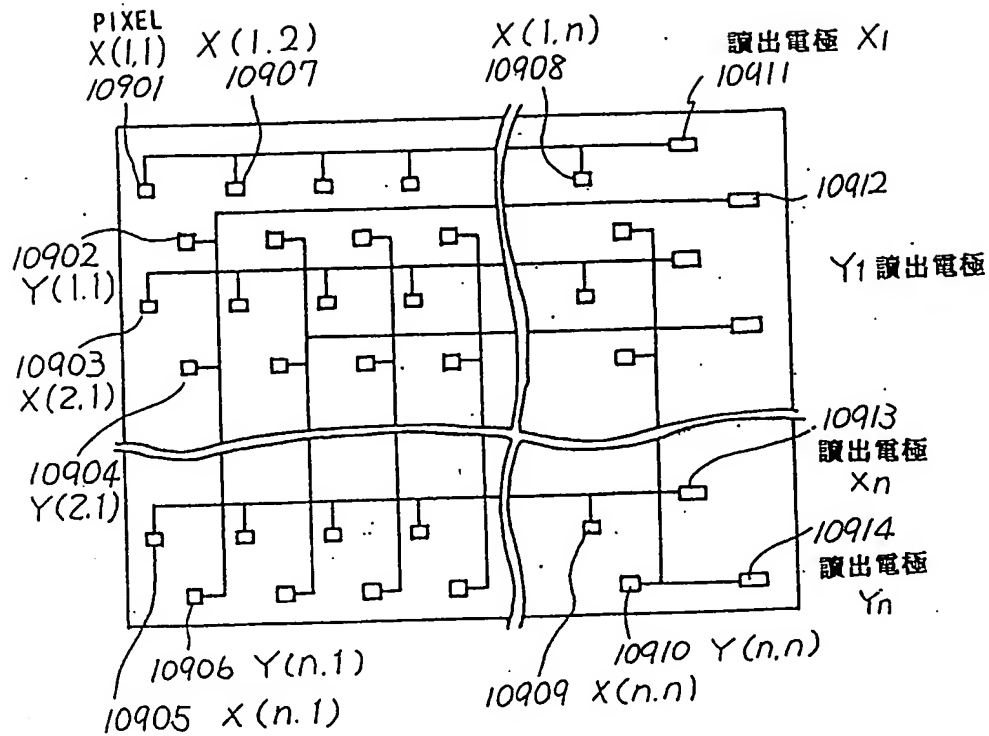 PIXEL
X(1,1)
10901
X(1.2)
10907
X(1,n)
10908
讀出電極 X1
10911
10912
10902
Y(1.1)
Y1 讀出電極
10903
X(2.1)
10904
Y(2.1)
10913
讀出電極
Xn
10914
讀出電極
Yn
10906 Y(n.1)
10905 X(n.1)
10910 Y(n,n)
10909 X(n.n)